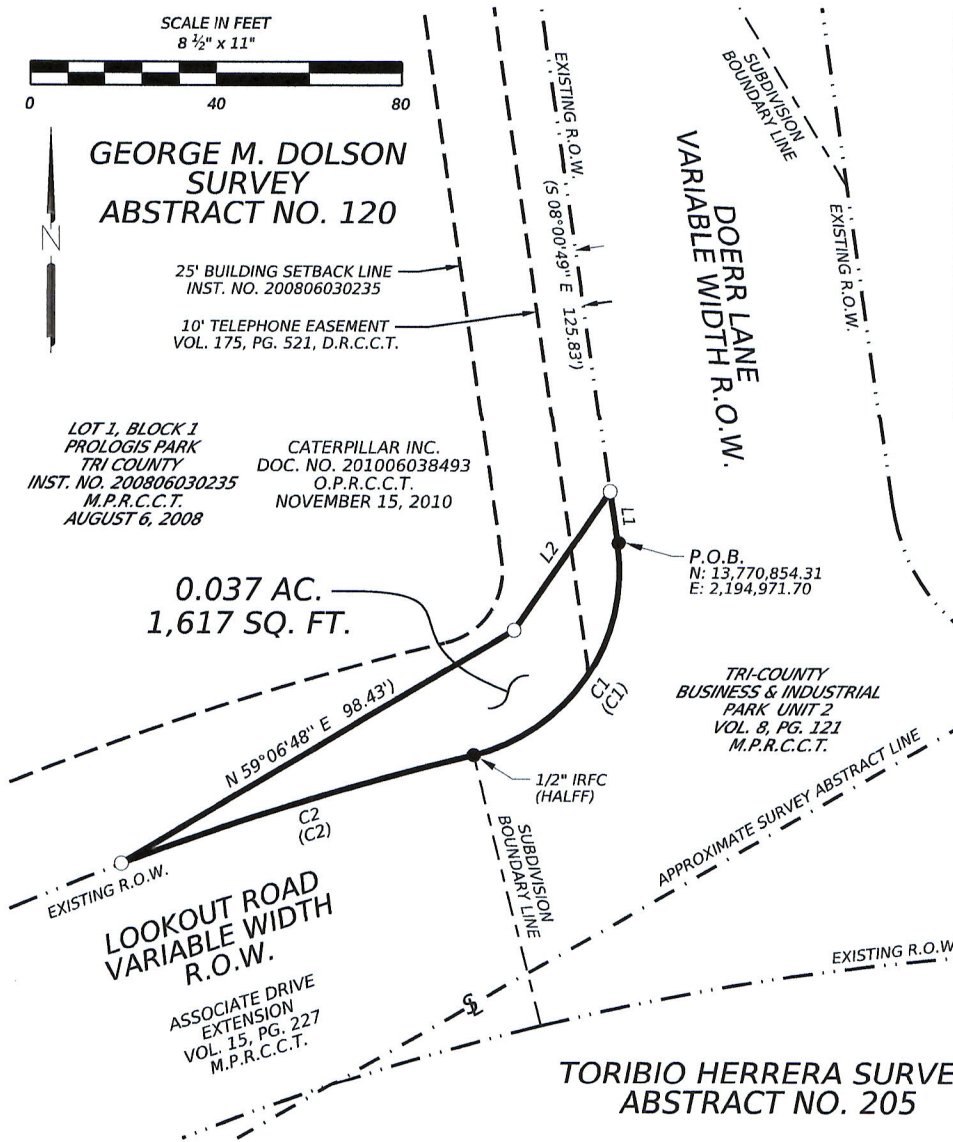 SCALE IN FEET
8 ½" x 11"
0 40 80
GEORGE M. DOLSON
SURVEY
ABSTRACT NO. 120
N
25' BUILDING SETBACK LINE
INST. NO. 200806030235
10' TELEPHONE EASEMENT
VOL. 175, PG. 521, D.R.C.C.T.
EXISTING R.O.W.
(S 08°00'49" E 125.83')
DOERR LANE
VARIABLE WIDTH R.O.W.
SUBDIVISION
BOUNDARY LINE
EXISTING R.O.W.
LOT 1, BLOCK 1
PROLOGIS PARK
TRI COUNTY
INST. NO. 200806030235
M.P.R.C.C.T.
AUGUST 6, 2008
CATERPILLAR INC.
DOC. NO. 201006038493
O.P.R.C.C.T.
NOVEMBER 15, 2010
L1
L2
P.O.B.
N: 13,770,854.31
E: 2,194,971.70
0.037 AC.
1,617 SQ. FT.
N 59°06'48" E 98.43')
C1
(C1)
TRI-COUNTY
BUSINESS & INDUSTRIAL
PARK UNIT 2
VOL. 8, PG. 121
M.P.R.C.C.T.
1/2" IRFC
(HALFF)
C2
(C2)
SUBDIVISION
BOUNDARY LINE
APPROXIMATE SURVEY ABSTRACT LINE
EXISTING R.O.W.
LOOKOUT ROAD
VARIABLE WIDTH
R.O.W.
ASSOCIATE DRIVE
EXTENSION
VOL. 15, PG. 227
M.P.R.C.C.T.
EXISTING R.O.W
TORIBIO HERRERA SURVE
ABSTRACT NO. 205